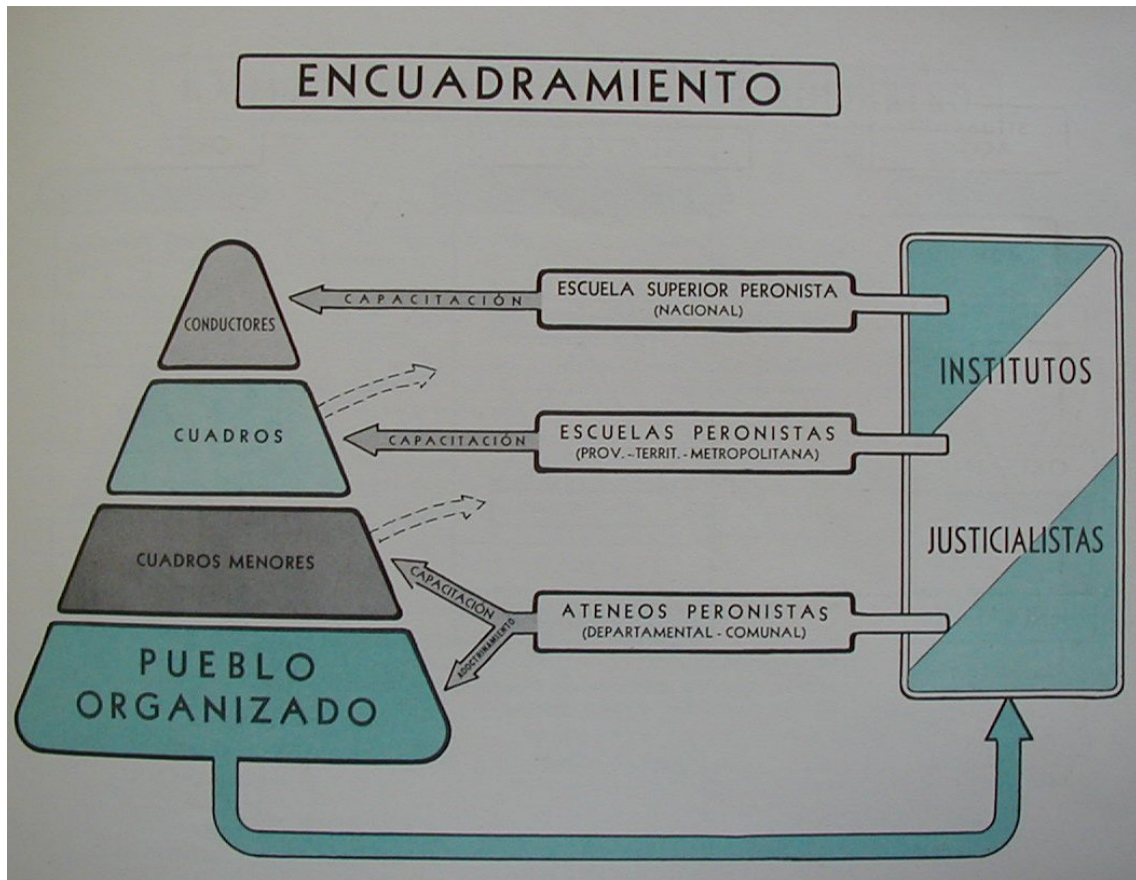 ENCUADRAMIENTO
CONDUCTORES
CAPACITACIÓN
ESCUELA SUPERIOR PERONISTA
(NACIONAL)
CUADROS
CAPACITACIÓN
ESCUELAS PERONISTAS
(PROV.-TERRIT.-METROPOLITANA)
CUADROS MENORES
CAPACITACIÓN
ADOCTRINAMIENTO
ATENEOS PERONISTAS
(DEPARTAMENTAL - COMUNAL)
PUEBLO
ORGANIZADO
INSTITUTOS
JUSTICIALISTAS